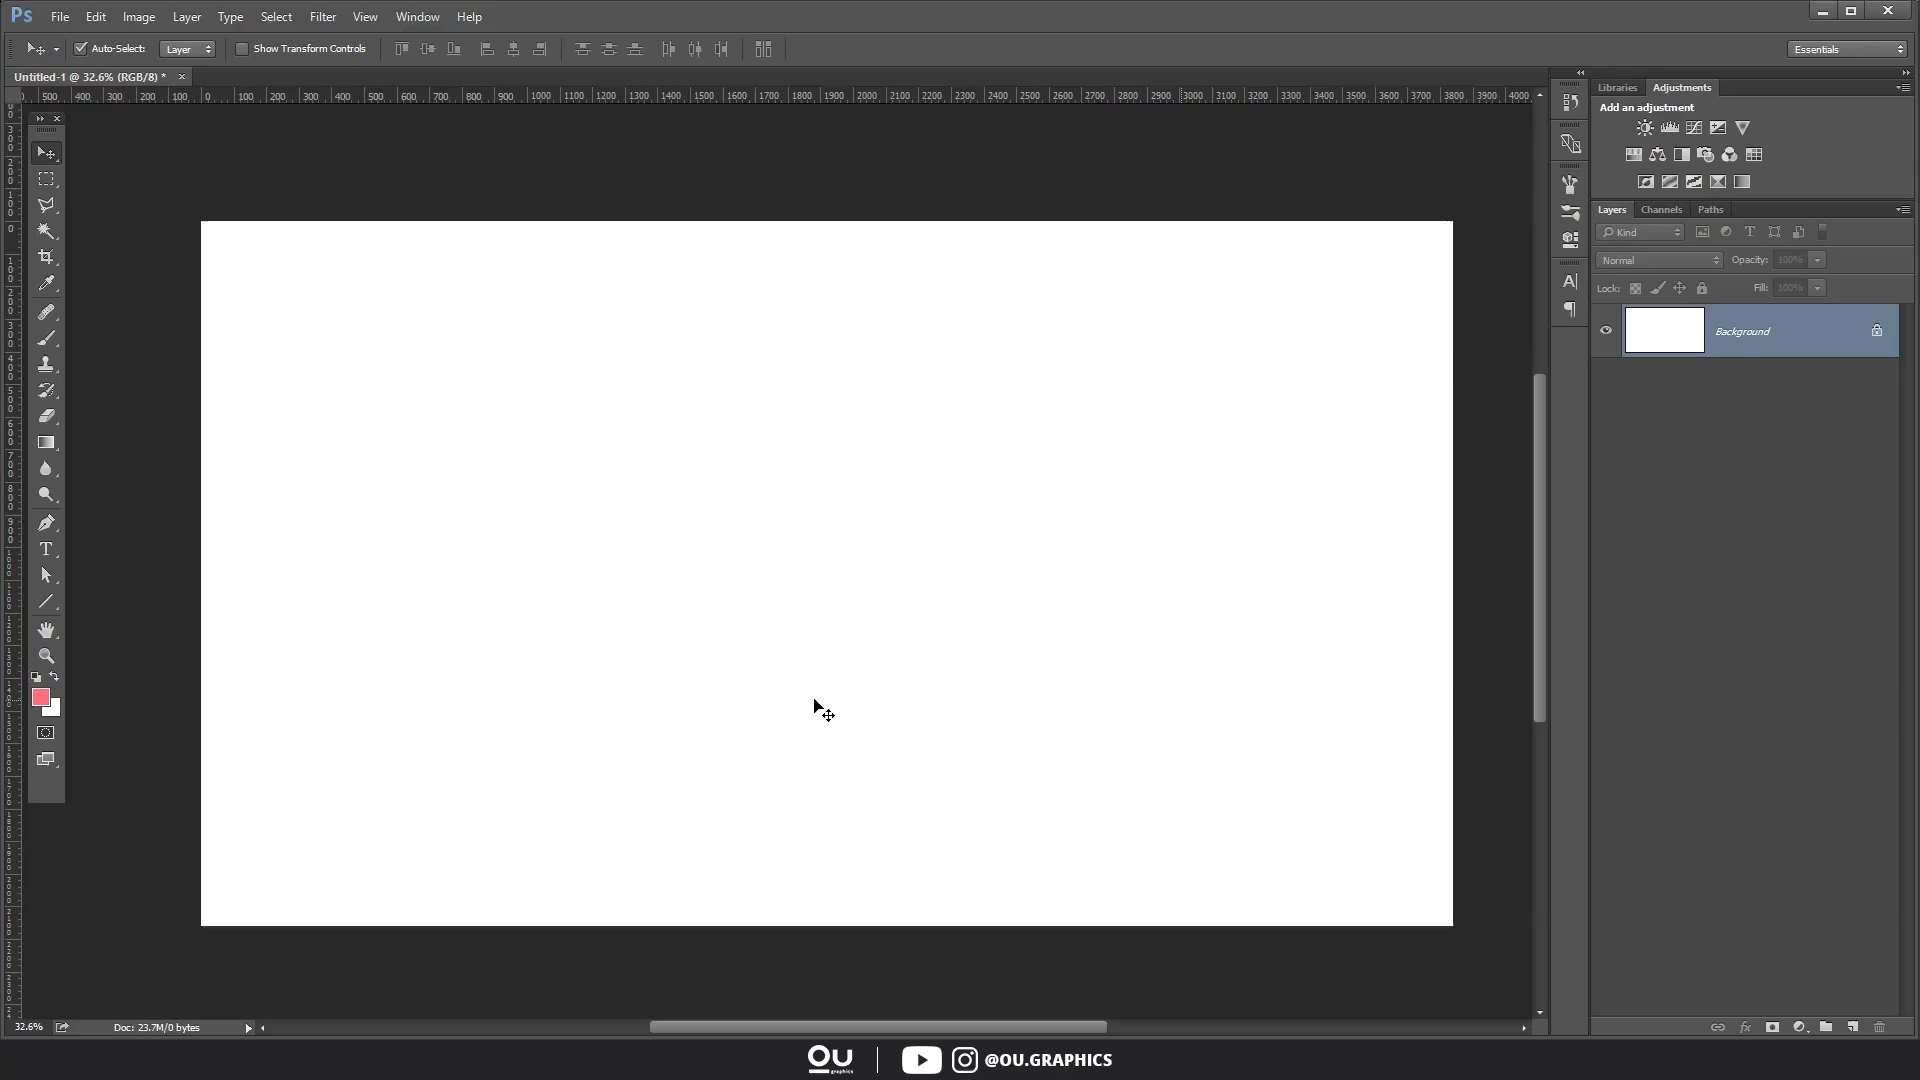 Ps File Edit Image Layer Type Select Filter View Window Help
Auto-Select: Layer Show Transform Controls Essentials
Untitled-1 @ 32.6% (RGB/8) *
500 400 300 200 100 0 100 200 300 400 500 600 700 800 900 1000 1100 1200 1300 1400 1500 1600 1700 1800 1900 2000 2100 2200 2300 2400 2500 2600 2700 2800 2900 3000 3100 3200 3300 3400 3500 3600 3700 3800 3900 4000
Libraries Adjustments
Add an adjustment
Layers Channels Paths
Kind
Normal Opacity: 100%
Lock: Fill: 100%
Background
32.6% Doc: 23.7M/0 bytes
OU graphics @OU.GRAPHICS